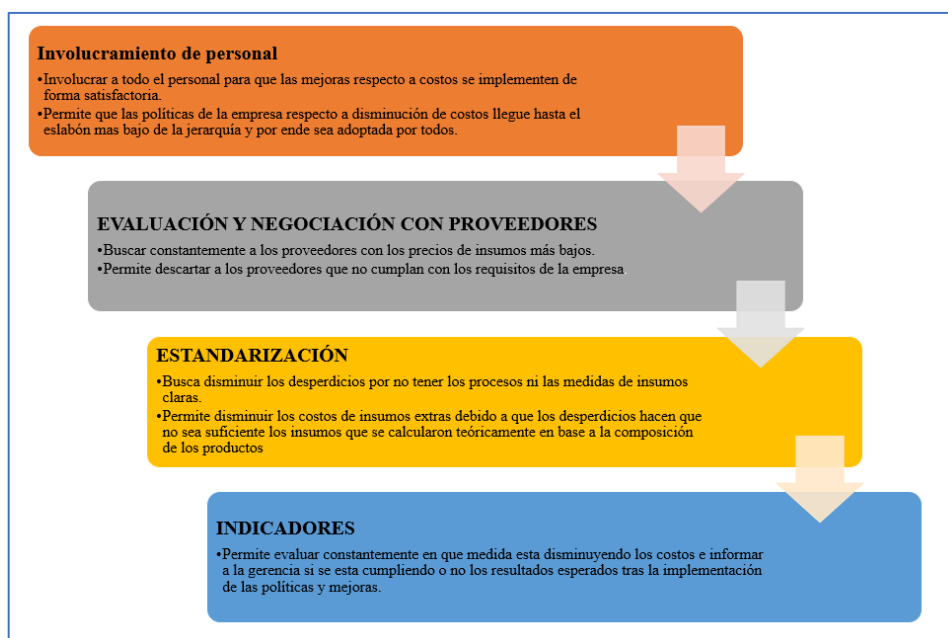 Involucramiento de personal
•Involucrar a todo el personal para que las mejoras respecto a costos se implementen de
forma satisfactoria.
•Permite que las políticas de la empresa respecto a disminución de costos llegue hasta el
eslabón mas bajo de la jerarquía y por ende sea adoptada por todos.
EVALUACIÓN Y NEGOCIACIÓN CON PROVEEDORES
•Buscar constantemente a los proveedores con los precios de insumos más bajos.
•Permite descartar a los proveedores que no cumplan con los requisitos de la empresa.
ESTANDARIZACIÓN
•Busca disminuir los desperdicios por no tener los procesos ni las medidas de insumos
claras.
•Permite disminuir los costos de insumos extras debido a que los desperdicios hacen que
no sea suficiente los insumos que se calcularon teóricamente en base a la composición
de los productos
INDICADORES
•Permite evaluar constantemente en que medida esta disminuyendo los costos e informar
a la gerencia si se esta cumpliendo o no los resultados esperados tras la implementación
de las políticas y mejoras.